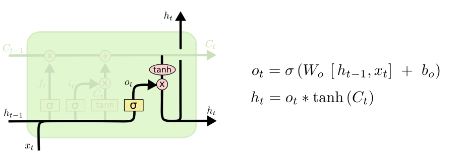 h_t
C_{t-1}
C_t
tanh
o_t
σ σ tanh σ
h_{t-1}
h_t
x_t
o_t = σ (W_o [ h_{t-1}, x_t ] + b_o)
h_t = o_t * tanh (C_t)